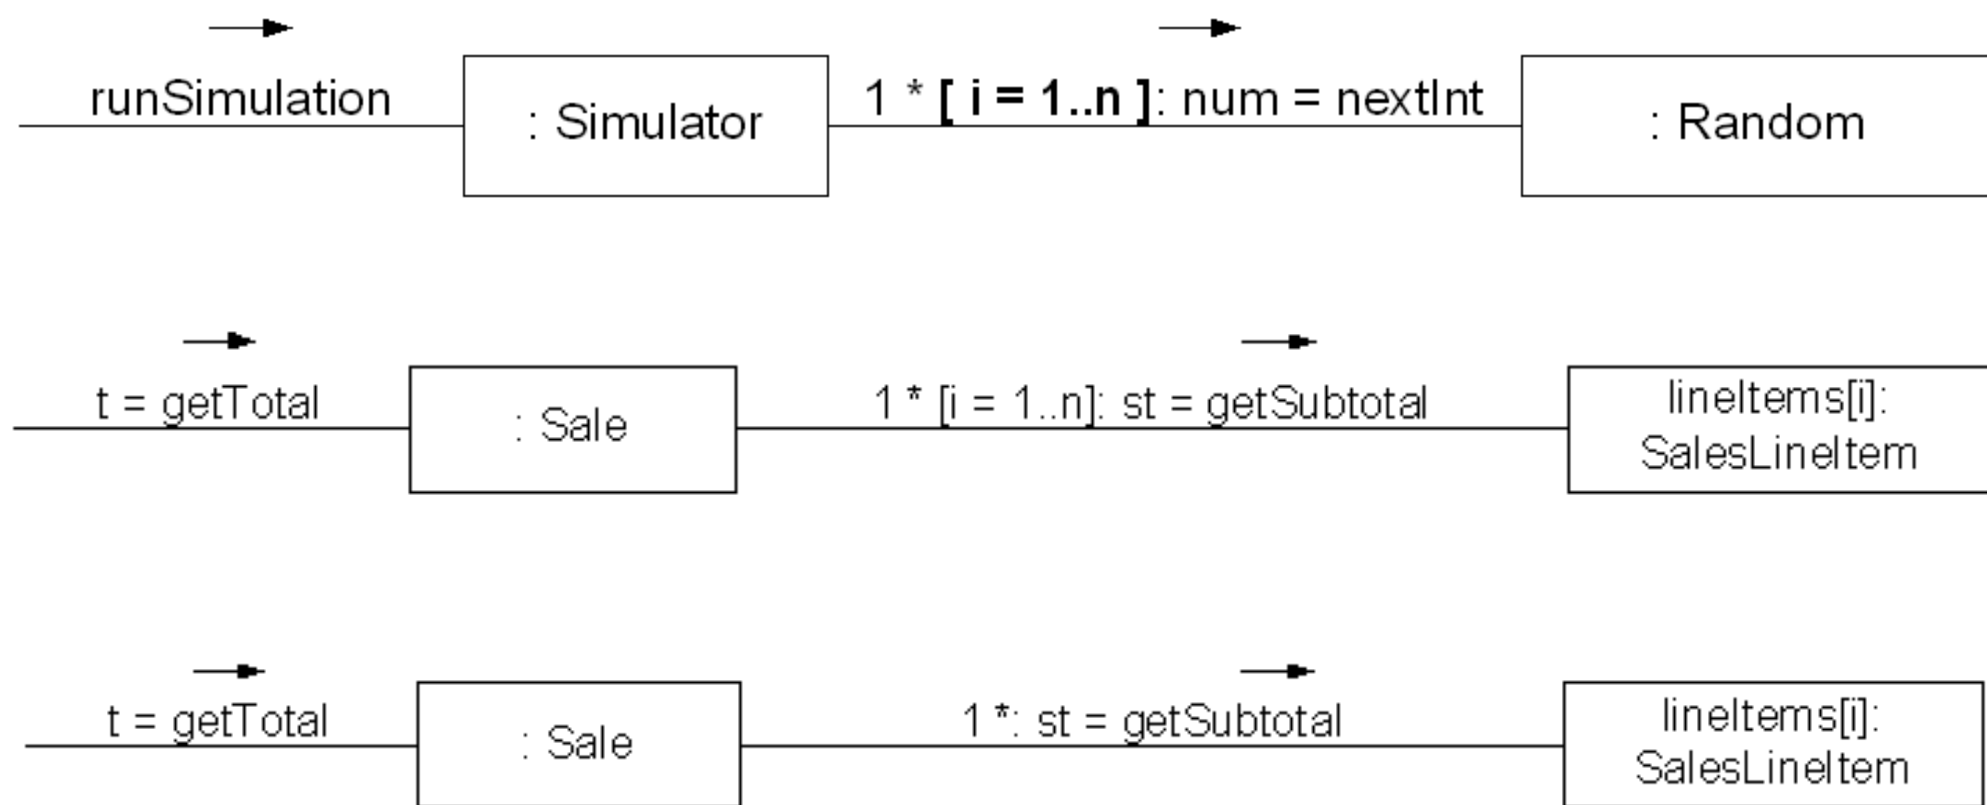 runSimulation
: Simulator
1 * [ i = 1..n ]: num = nextInt
: Random
t = getTotal
: Sale
1 * [i = 1..n]: st = getSubtotal
lineItems[i]:
SalesLineItem
t = getTotal
: Sale
1 *: st = getSubtotal
lineItems[i]:
SalesLineItem